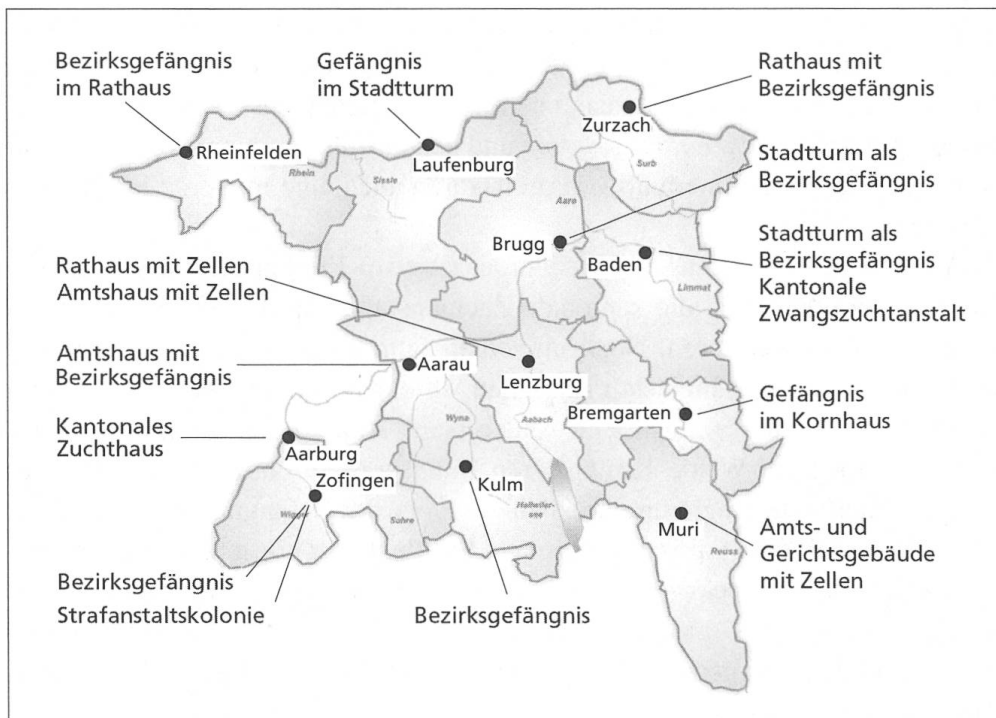 Bezirksgefängnis
im Rathaus
Gefängnis
im Stadtturm
Rathaus mit
Bezirksgefängnis
Zurzach
Rheinfelden
Laufenburg
Rhein
Sissle
Surb
Stadtturm als
Bezirksgefängnis
Aare
Brugg
Baden
Limmat
Stadtturm als
Bezirksgefängnis
Kantonale
Zwangszuchtanstalt
Rathaus mit Zellen
Amtshaus mit Zellen
Amtshaus mit
Bezirksgefängnis
Aarau
Lenzburg
Wyna
Aabach
Bremgarten
Gefängnis
im Kornhaus
Kantonales
Zuchthaus
Aarburg
Zofingen
Kulm
Wigger
Suhre
Hallwiler-
see
Muri
Reuss
Amts- und
Gerichtsgebäude
mit Zellen
Bezirksgefängnis
Strafanstaltskolonie
Bezirksgefängnis